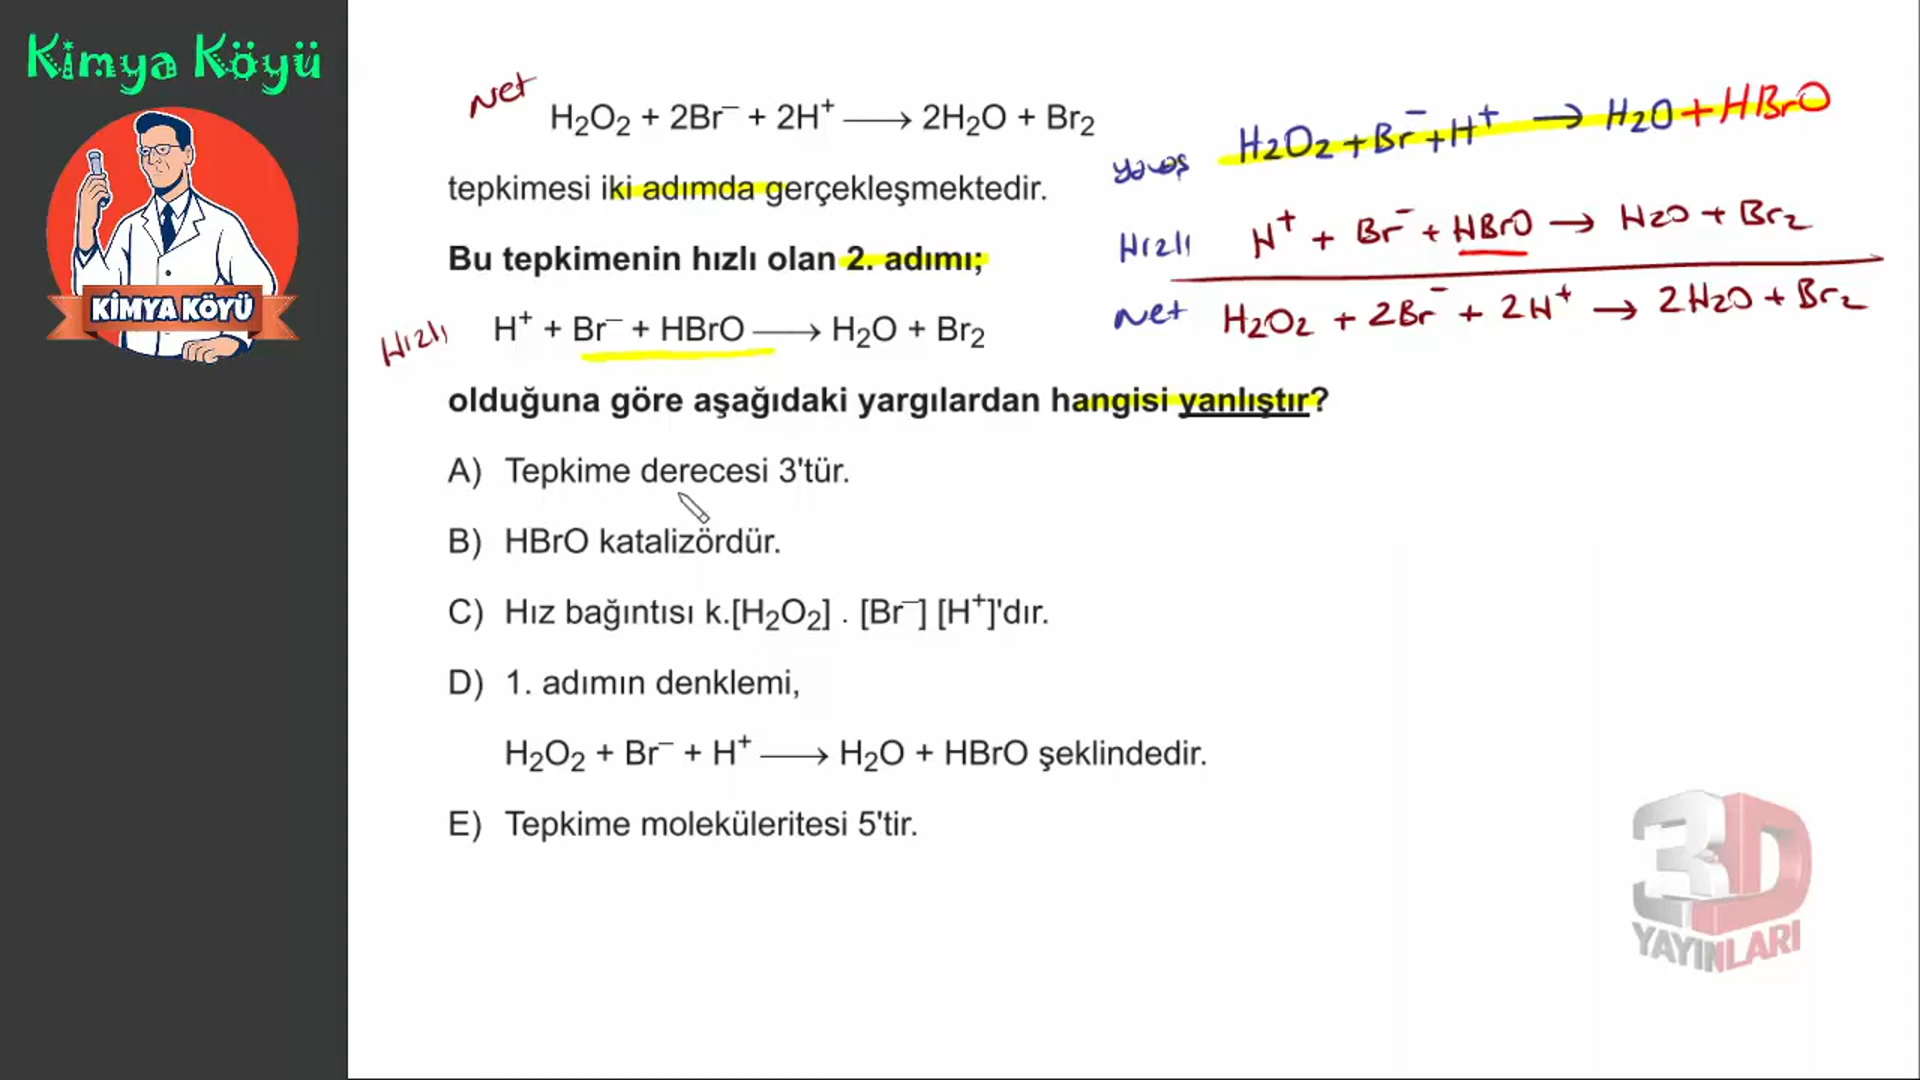 Kimya Köyü
KİMYA KÖYÜ
Net
H₂O₂ + 2Br⁻ + 2H⁺ ⟶ 2H₂O + Br₂
tepkimesi iki adımda gerçekleşmektedir.
Bu tepkimenin hızlı olan 2. adımı;
Hızlı
H⁺ + Br⁻ + HBrO ⟶ H₂O + Br₂
olduğuna göre aşağıdaki yargılardan hangisi yanlıştır?
A) Tepkime derecesi 3'tür.
B) HBrO katalizördür.
C) Hız bağıntısı k.[H₂O₂] . [Br⁻] [H⁺]'dır.
D) 1. adımın denklemi,
H₂O₂ + Br⁻ + H⁺ ⟶ H₂O + HBrO şeklindedir.
E) Tepkime moleküleritesi 5'tir.
yavaş H₂O₂ + Br⁻ + H⁺ → H₂O + HBrO
Hızlı H⁺ + Br⁻ + HBrO → H₂O + Br₂
net H₂O₂ + 2Br⁻ + 2H⁺ → 2H₂O + Br₂
3D
YAYINLARI